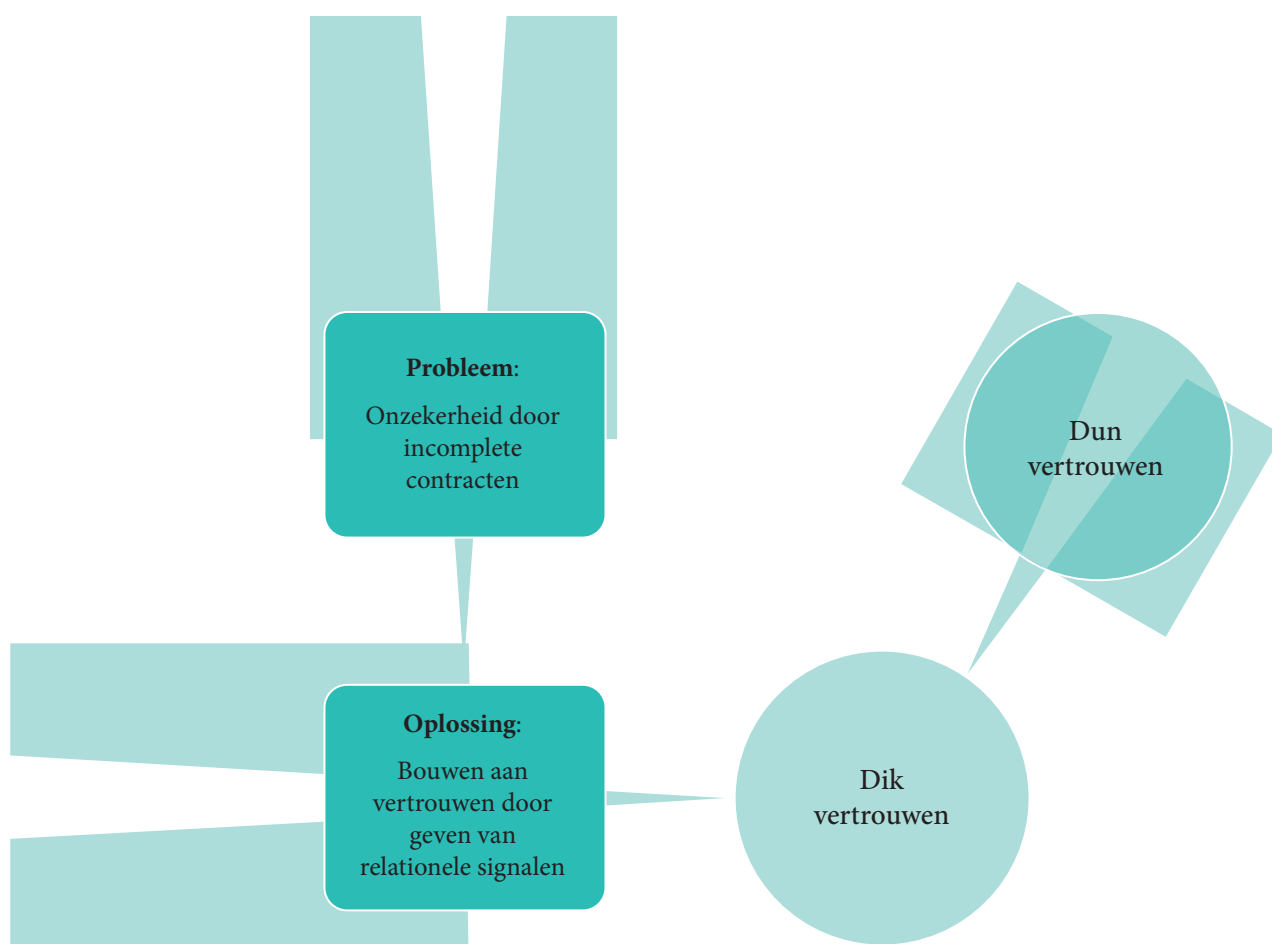 Probleem:
Onzekerheid door
incomplete
contracten
Dun
vertrouwen
Oplossing:
Bouwen aan
vertrouwen door
geven van
relationele signalen
Dik
vertrouwen